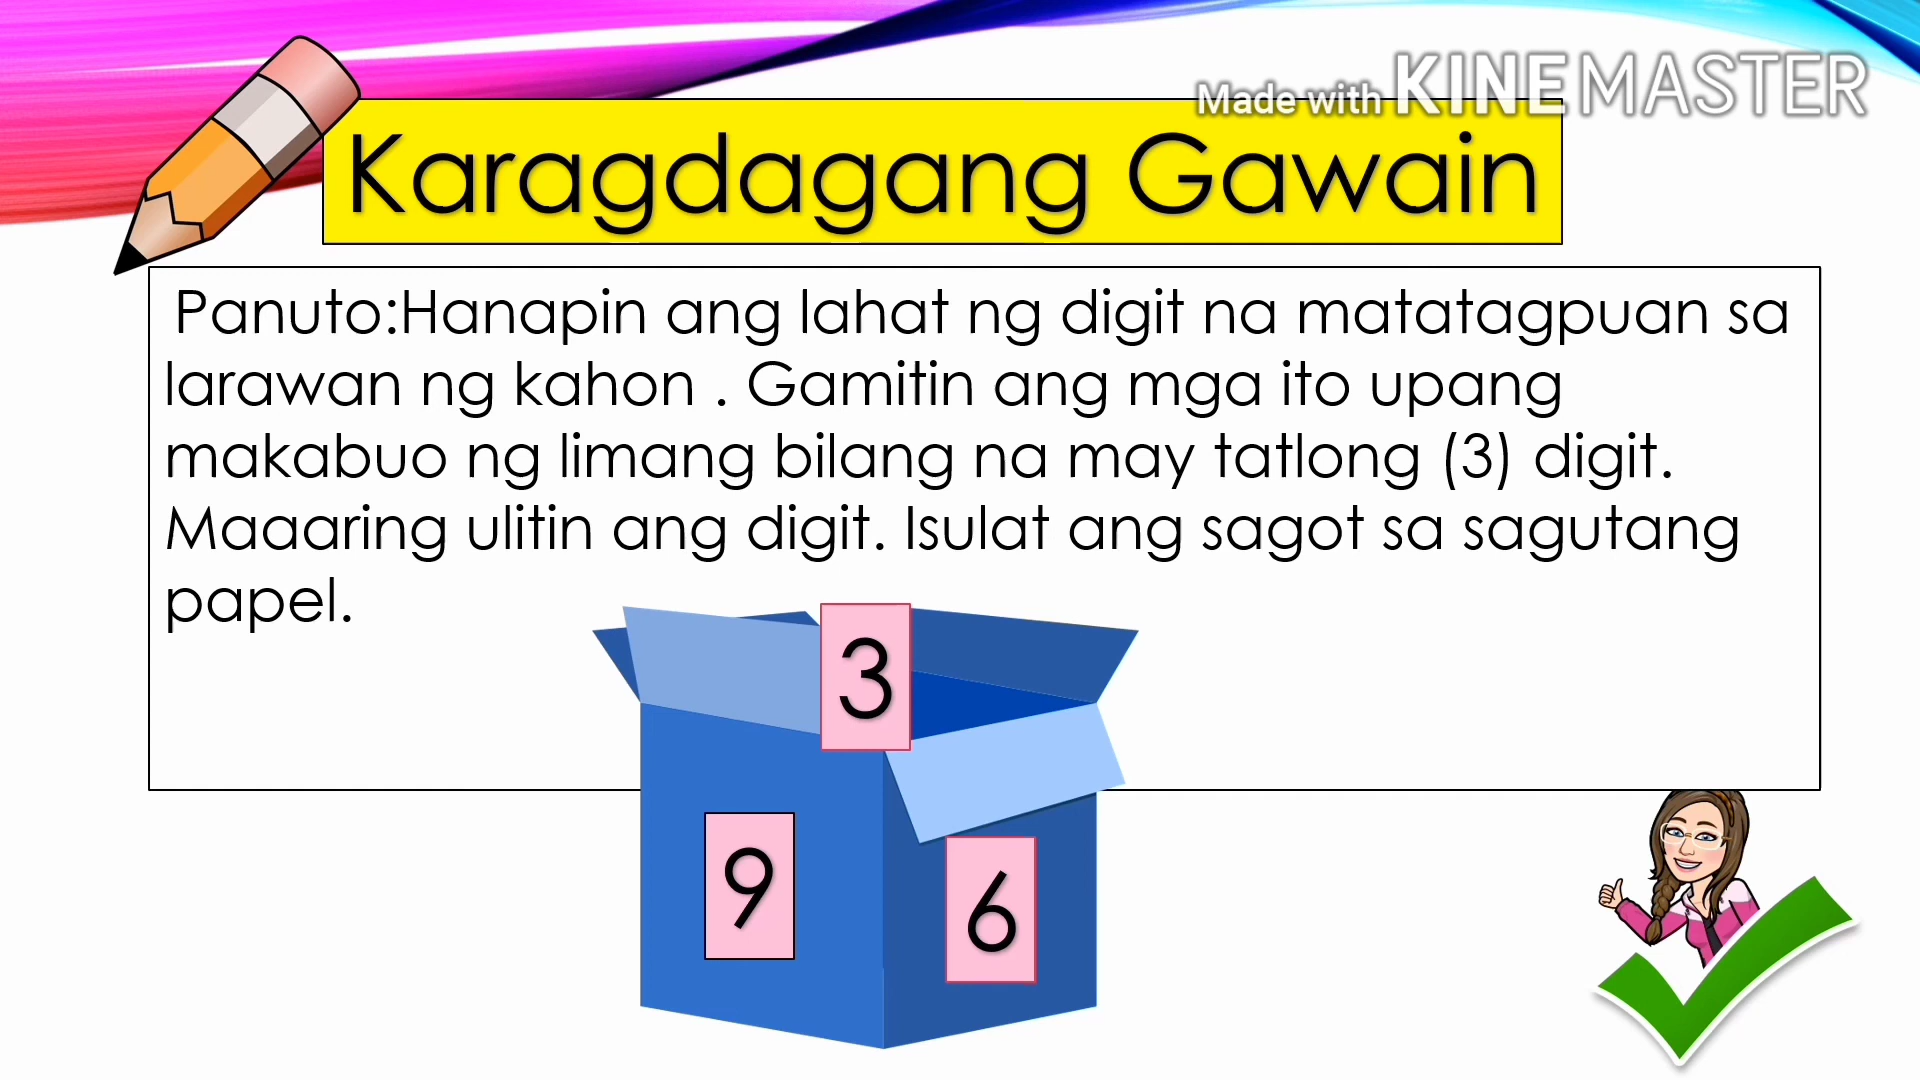 Made with KINEMASTER
Karagdagang Gawain
Panuto:Hanapin ang lahat ng digit na matatagpuan sa
larawan ng kahon . Gamitin ang mga ito upang
makabuo ng limang bilang na may tatlong (3) digit.
Maaaring ulitin ang digit. Isulat ang sagot sa sagutang
papel.
3
9
6